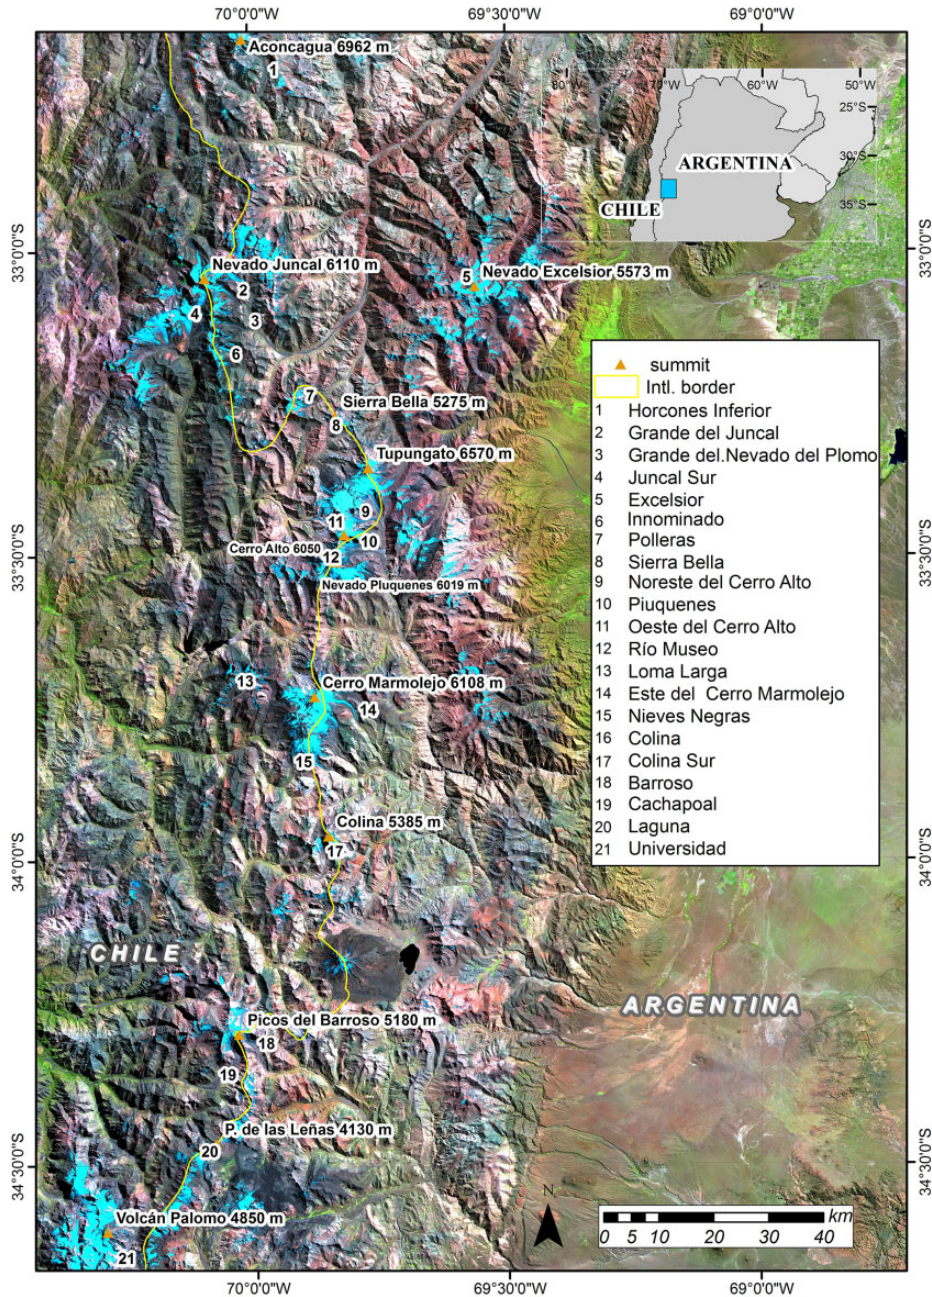 70°0'0"W 69°30'0"W 69°0'0"W
Aconcagua 6962 m
1
80° 70°0' 60°0' 50°W
25°S
30°S
35°S
ARGENTINA
CHILE
33°0'0"S 33°0'0"S
Nevado Juncal 6110 m
2
3
4
5
Nevado Excelsior 5573 m
6
7
Sierra Bella 5275 m
8
Tupungato 6570 m
9
11
10
Cerro Alto 6050
12
33°30'0"S 33°30'0"S
Nevado Pluquenes 6019 m
13
Cerro Marmolejo 6108 m
14
15
Colina 5385 m
17
34°0'0"S 34°0'0"S
summit
Intl. border
1 Horcones Inferior
2 Grande del Juncal
3 Grande del.Nevado del Plomo
4 Juncal Sur
5 Excelsior
6 Innominado
7 Polleras
8 Sierra Bella
9 Noreste del Cerro Alto
10 Piuquenes
11 Oeste del Cerro Alto
12 Río Museo
13 Loma Larga
14 Este del Cerro Marmolejo
15 Nieves Negras
16 Colina
17 Colina Sur
18 Barroso
19 Cachapoal
20 Laguna
21 Universidad
CHILE
ARGENTINA
Picos del Barroso 5180 m
18
19
P. de las Leñas 4130 m
20
34°30'0"S 34°30'0"S
Volcán Palomo 4850 m
21
N
km
0 5 10 20 30 40
70°0'0"W 69°30'0"W 69°0'0"W